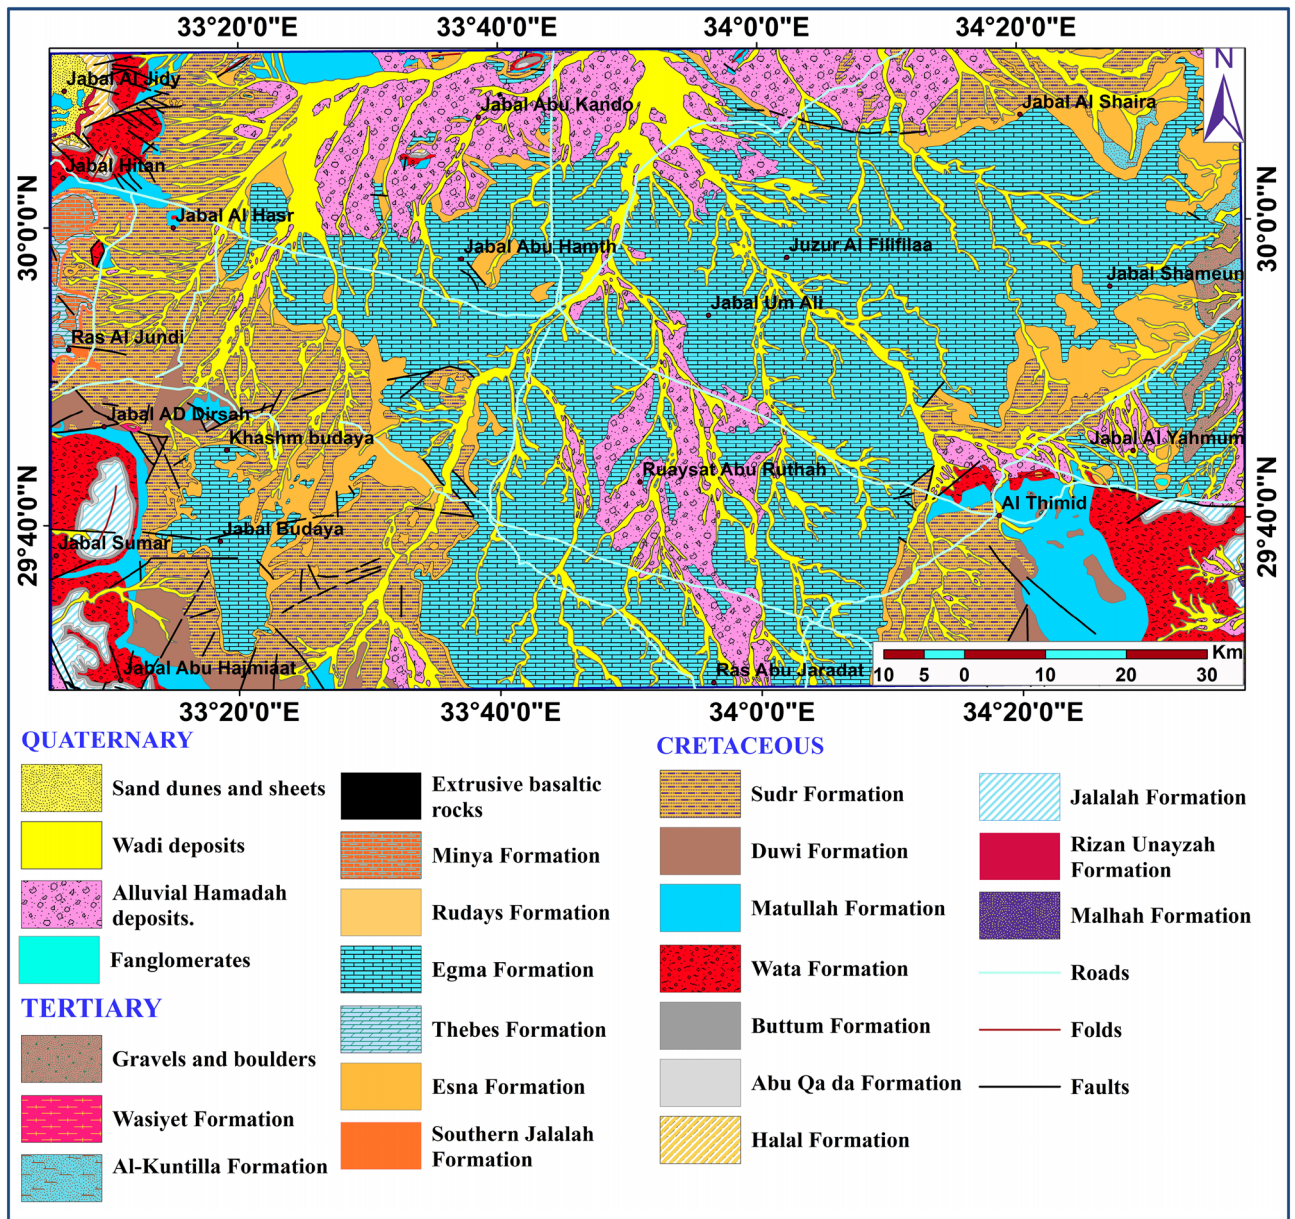 33°20'0"E
33°40'0"E
34°0'0"E
34°20'0"E
N
Jabal Al Jidy
Jabal Abu Kando
Jabal Al Shaira
Jabal Hitan
30°0'0"N
30°0'0"N
Jabal Al Hasr
Jabal Abu Hamth
Juzur Al Filifilaa
Jabal Shameun
Jabal Um Ali
Ras Al Jundi
Jabal AD Dirsah
Khashm budaya
Jabal Al Yahmum
Ruaysat Abu Ruthah
29°40'0"N
29°40'0"N
Al Thimid
Jabal Budaya
Jabal Sumar
Jabal Abu Hajmiaat
Ras Abu Jaradat
Km
10 5 0 10 20 30
33°20'0"E
33°40'0"E
34°0'0"E
34°20'0"E
QUATERNARY
Sand dunes and sheets
Wadi deposits
Alluvial Hamadah
deposits.
Fanglomerates
TERTIARY
Gravels and boulders
Wasiyet Formation
Al-Kuntilla Formation
Extrusive basaltic
rocks
Minya Formation
Rudays Formation
Egma Formation
Thebes Formation
Esna Formation
Southern Jalalah
Formation
CRETACEOUS
Sudr Formation
Duwi Formation
Matullah Formation
Wata Formation
Buttum Formation
Abu Qa da Formation
Halal Formation
Jalalah Formation
Rizan Unayzah
Formation
Malhah Formation
Roads
Folds
Faults